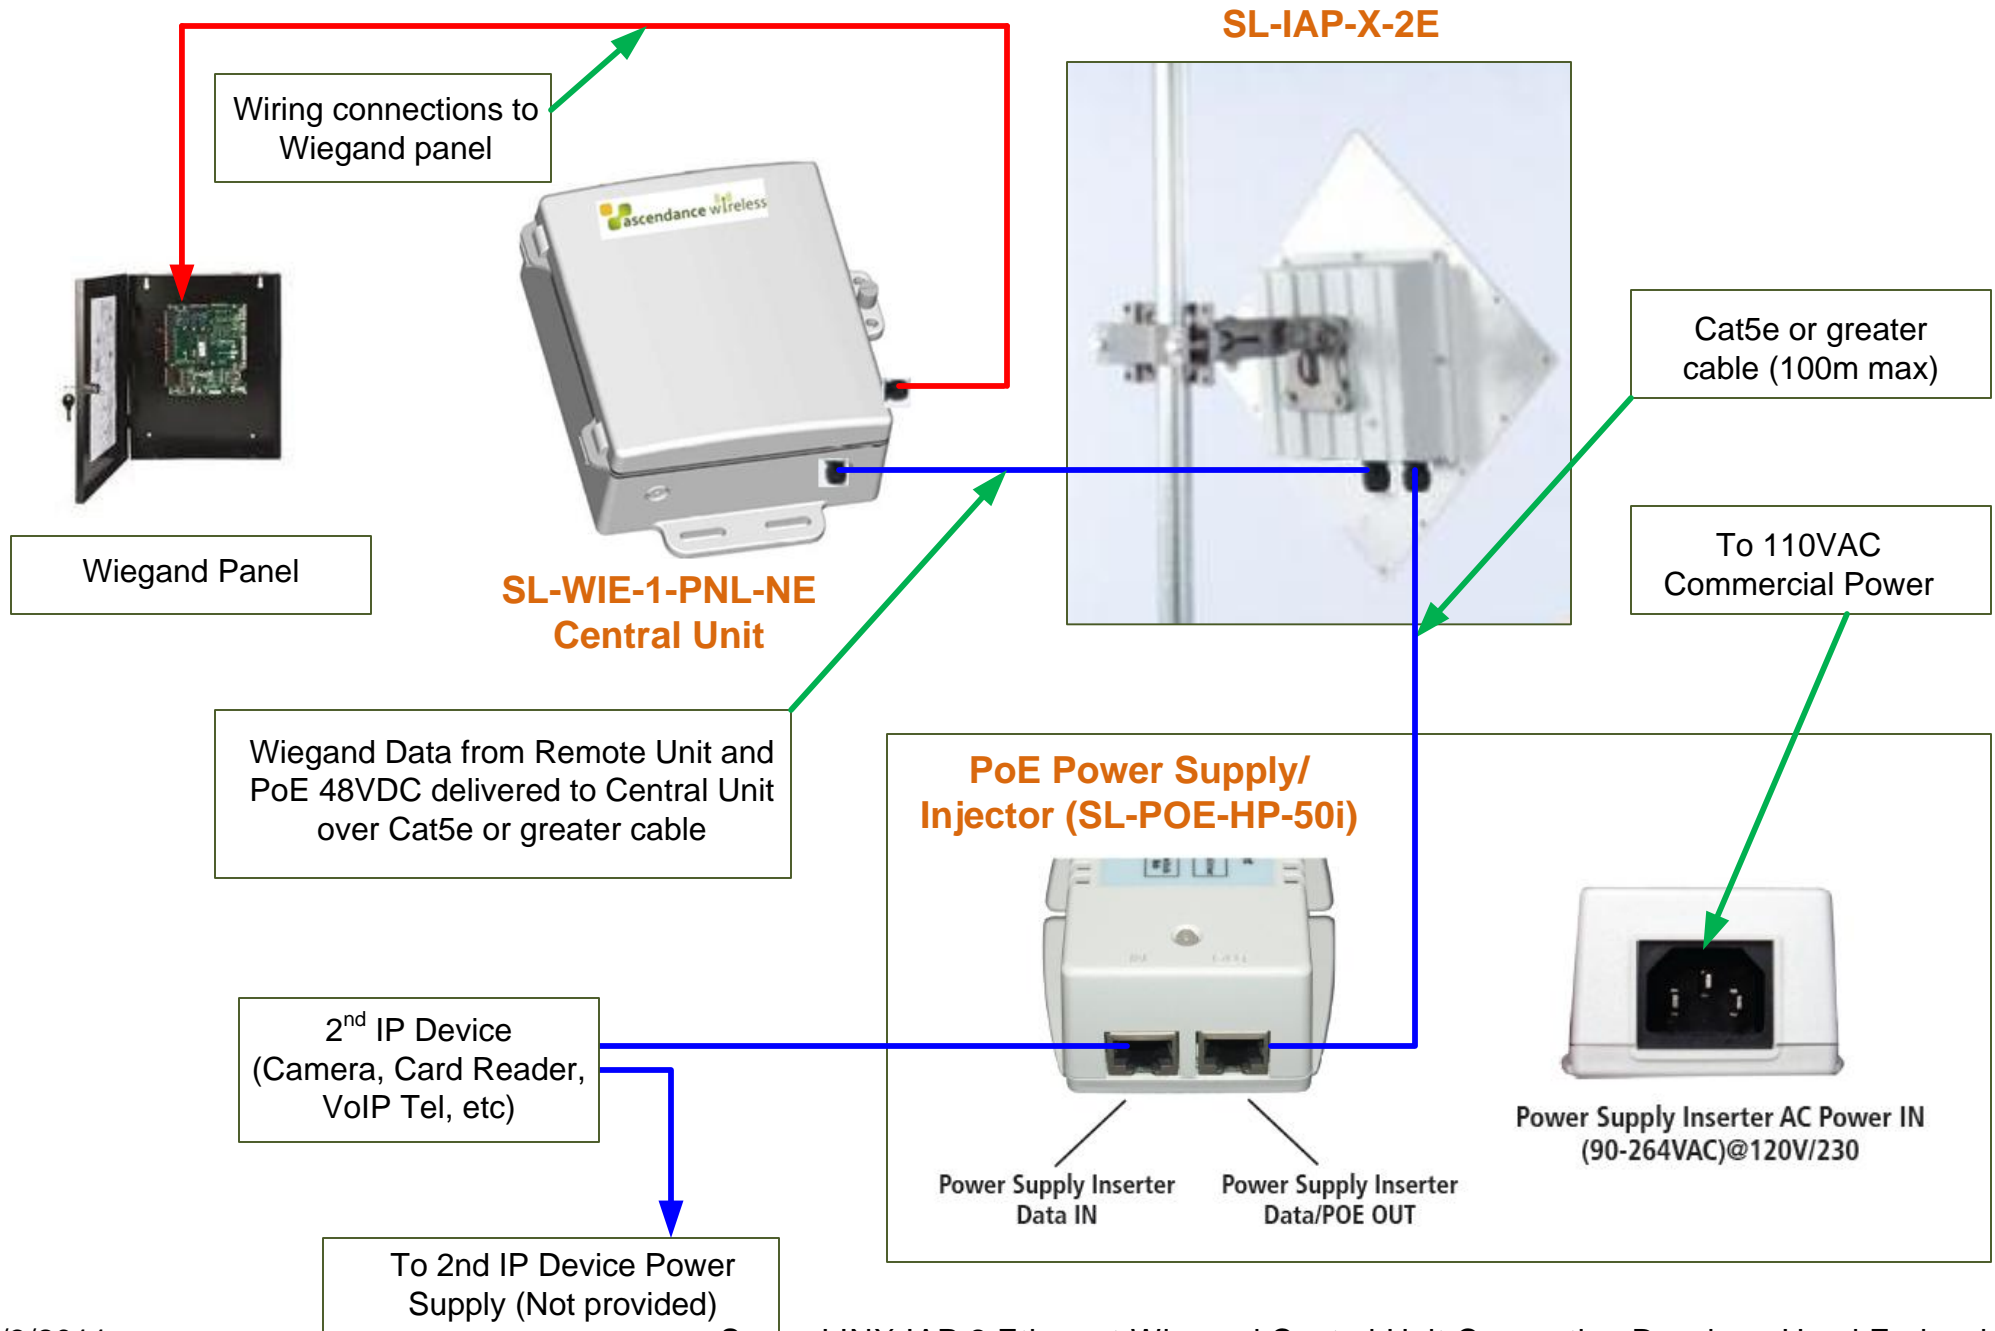 SL-IAP-X-2E
Wiring connections to
Wiegand panel
ascendance wireless
Cat5e or greater
cable (100m max)
To 110VAC
Commercial Power
Wiegand Panel
SL-WIE-1-PNL-NE
Central Unit
Wiegand Data from Remote Unit and
PoE 48VDC delivered to Central Unit
over Cat5e or greater cable
PoE Power Supply/
Injector (SL-POE-HP-50i)
IN OUT
2nd IP Device
(Camera, Card Reader,
VoIP Tel, etc)
Power Supply Inserter
Data IN
Power Supply Inserter
Data/POE OUT
Power Supply Inserter AC Power IN
(90-264VAC)@120V/230
To 2nd IP Device Power
Supply (Not provided)